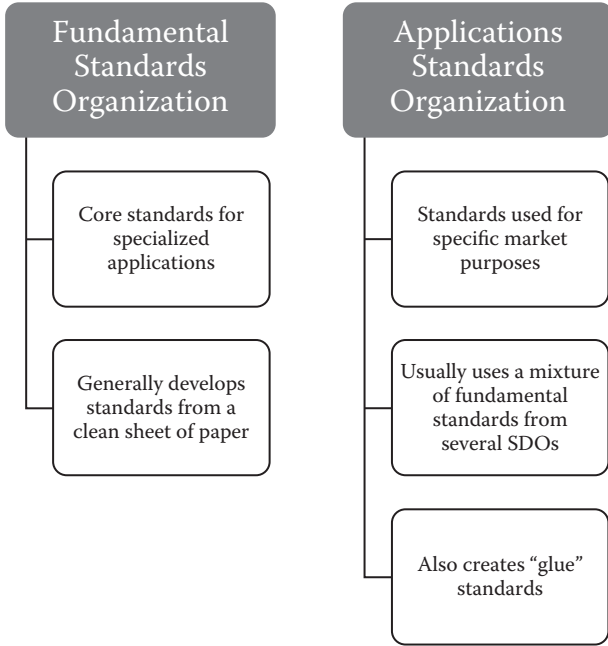 Fundamental
Standards
Organization
Core standards for
specialized
applications
Generally develops
standards from a
clean sheet of paper
Applications
Standards
Organization
Standards used for
specific market
purposes
Usually uses a mixture
of fundamental
standards from
several SDOs
Also creates “glue”
standards